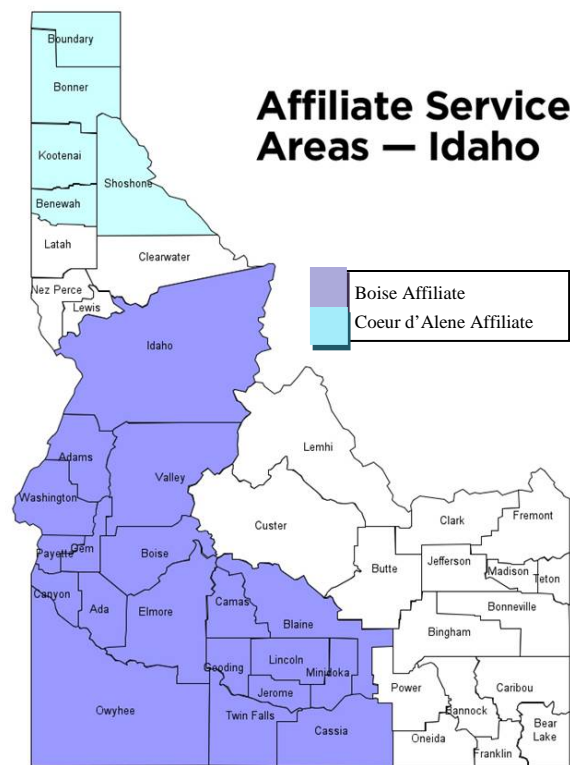 Affiliate Service
Areas — Idaho
Boundary
Bonner
Kootenai
Shoshone
Benewah
Latah
Clearwater
Nez Perce
Lewis
Boise Affiliate
Coeur d’Alene Affiliate
Idaho
Lemhi
Adams
Valley
Washington
Custer
Clark
Fremont
Payette
Gem
Boise
Butte
Jefferson
Madison
Teton
Canyon
Ada
Elmore
Camas
Blaine
Bonneville
Bingham
Gooding
Lincoln
Minidoka
Jerome
Power
Caribou
Owyhee
Twin Falls
Cassia
Bannock
Oneida
Bear
Lake
Franklin